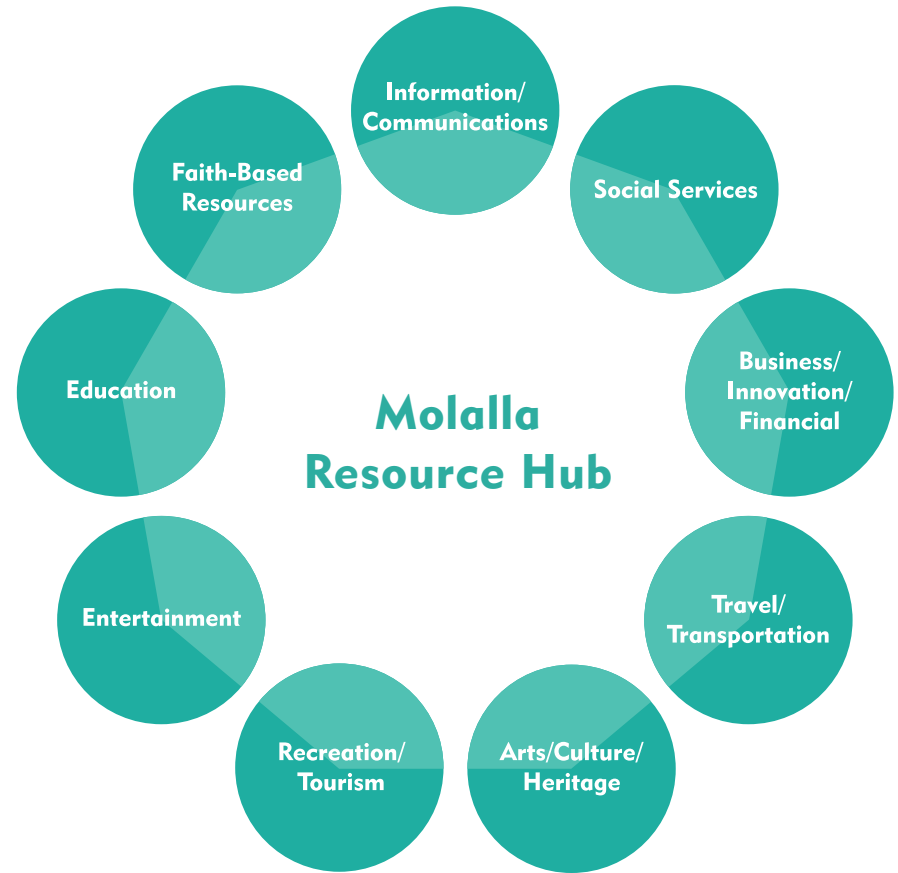 Information/
Communications
Social Services
Business/
Innovation/
Financial
Travel/
Transportation
Arts/Culture/
Heritage
Recreation/
Tourism
Entertainment
Education
Faith-Based
Resources
Molalla
Resource Hub